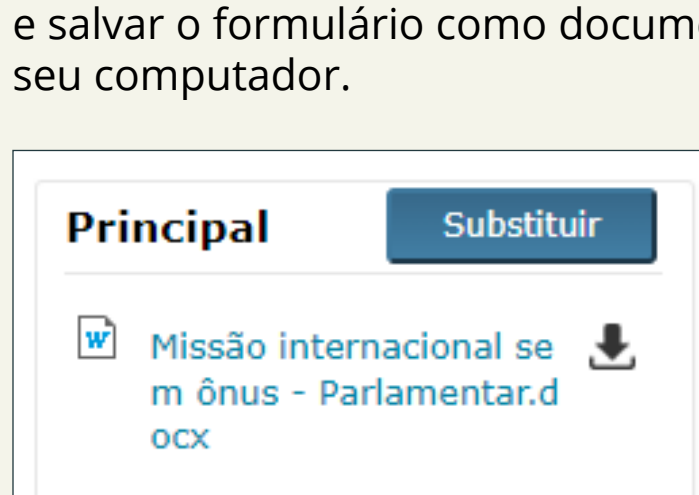 e salvar o formulário como docum
seu computador.
Principal
Substituir
Missão internacional se
m ônus - Parlamentar.d
ocx